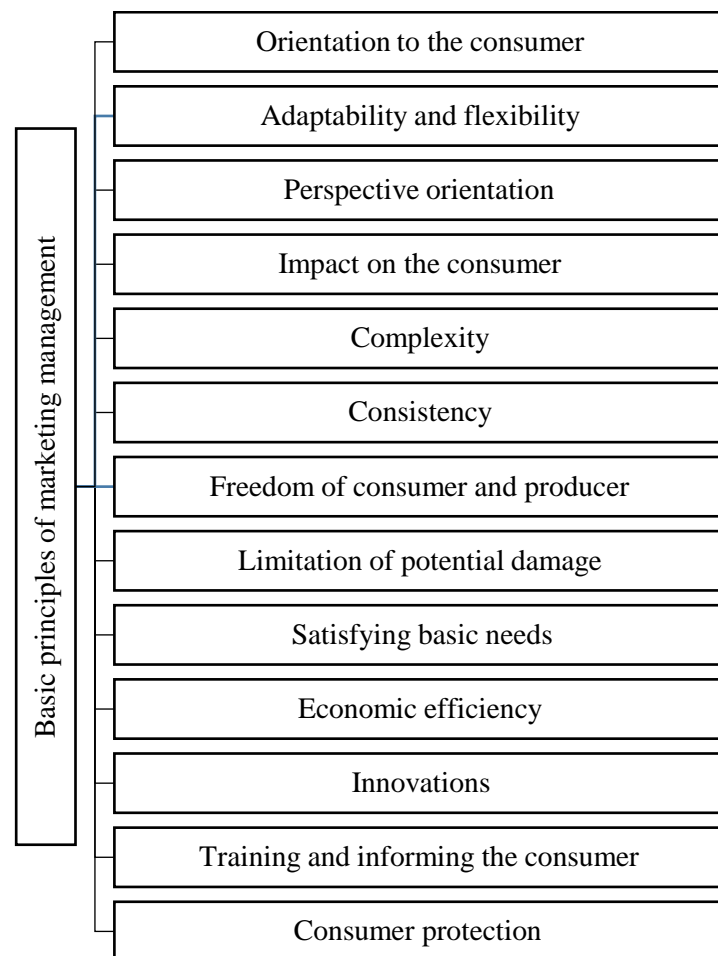 Basic principles of marketing management
Orientation to the consumer
Adaptability and flexibility
Perspective orientation
Impact on the consumer
Complexity
Consistency
Freedom of consumer and producer
Limitation of potential damage
Satisfying basic needs
Economic efficiency
Innovations
Training and informing the consumer
Consumer protection